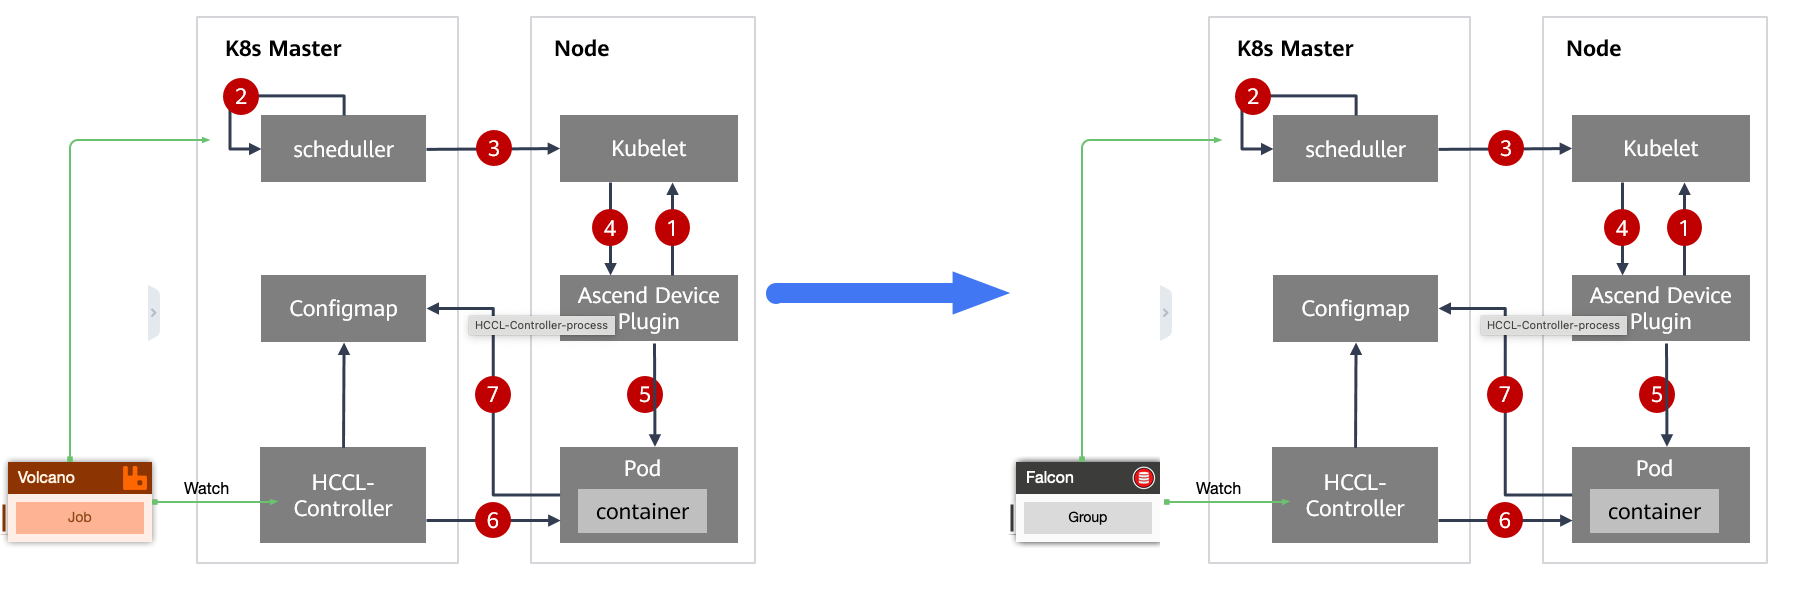 K8s Master
Node
2
scheduller
3
Kubelet
4
1
Configmap
Ascend Device
Plugin
HCCL-Controller-process
7
5
Volcano
Job
Watch
HCCL-
Controller
6
Pod
container
K8s Master
Node
2
scheduller
3
Kubelet
4
1
Configmap
Ascend Device
Plugin
HCCL-Controller-process
7
5
Falcon
Group
Watch
HCCL-
Controller
6
Pod
container